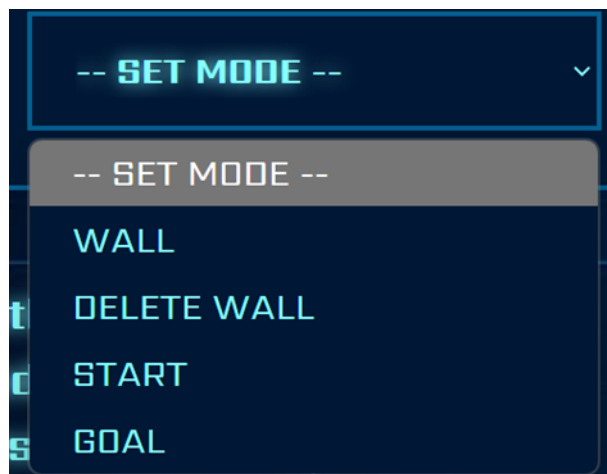 -- SET MODE --
-- SET MODE --
WALL
DELETE WALL
START
GOAL